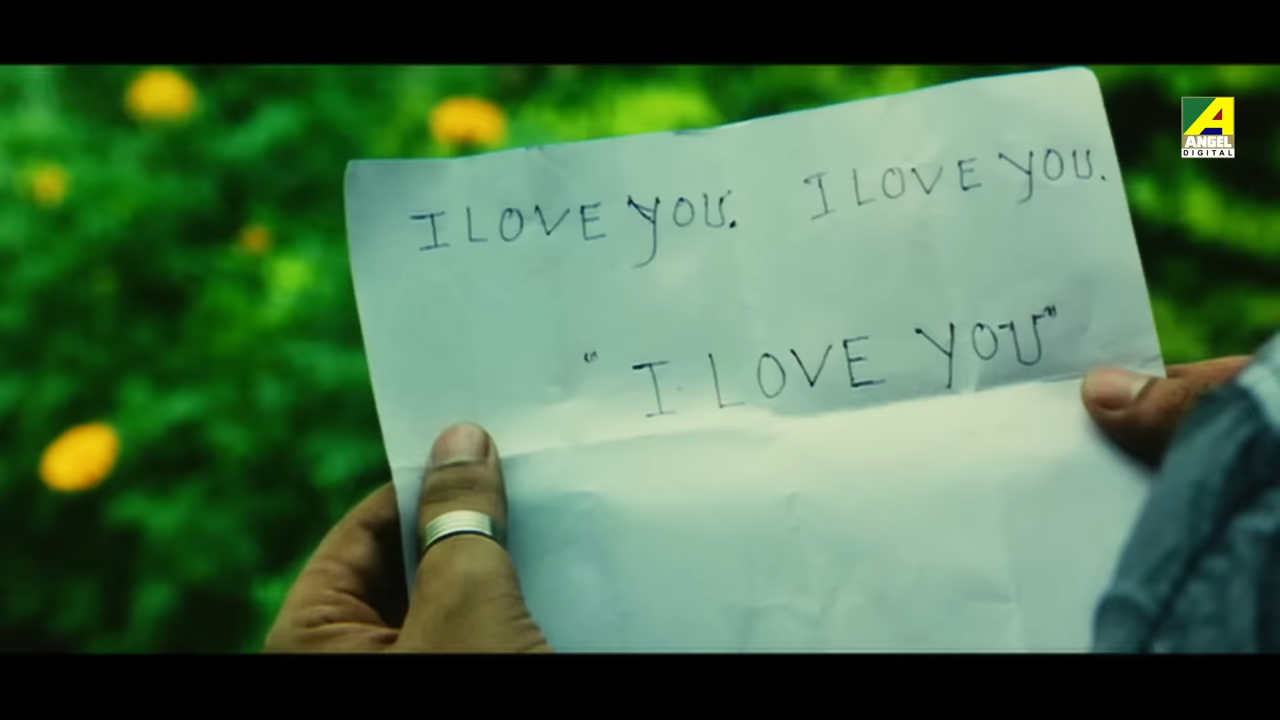 I LOVE YOU. I LOVE YOU.
"I LOVE YOU"
A
ANGEL
DIGITAL